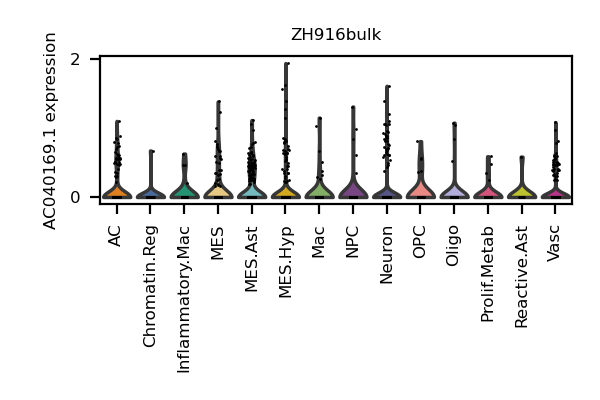 ZH916bulk
AC040169.1 expression
2
0
AC
Chromatin.Reg
Inflammatory.Mac
MES
MES.Ast
MES.Hyp
Mac
NPC
Neuron
OPC
Oligo
Prolif.Metab
Reactive.Ast
Vasc